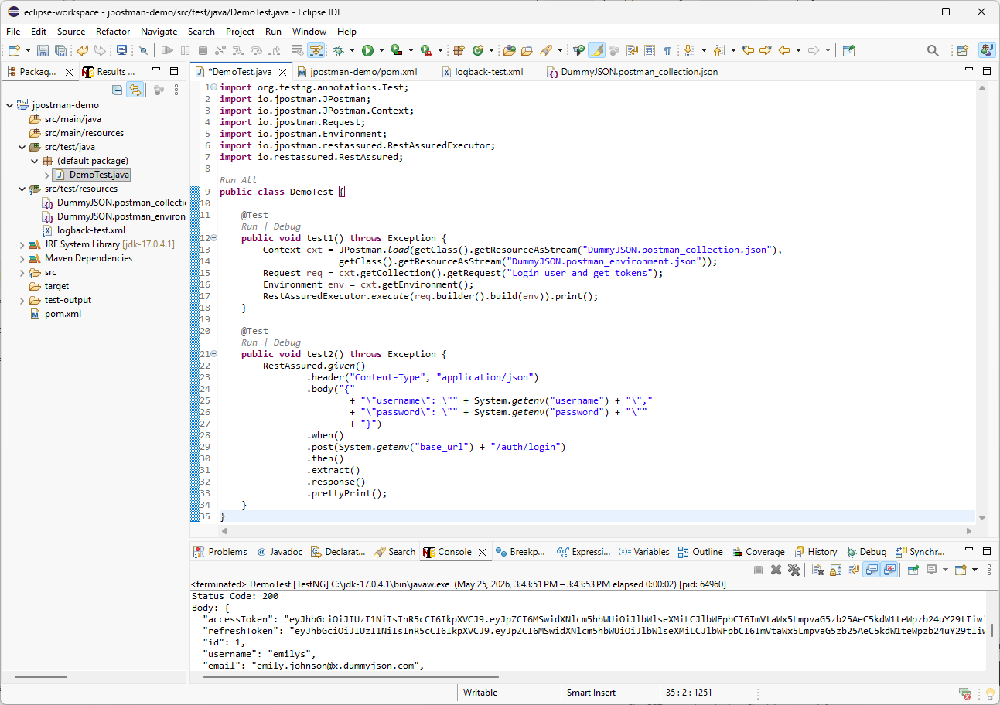 eclipse-workspace - jpostman-demo/src/test/java/DemoTest.java - Eclipse IDE
File Edit Source Refactor Navigate Search Project Run Window Help
Packag... Results ...
*DemoTest.java jpostman-demo/pom.xml logback-test.xml DummyJSON.postman_collection.json
jpostman-demo
src/main/java
src/main/resources
src/test/java
(default package)
DemoTest.java
src/test/resources
DummyJSON.postman_collectio
DummyJSON.postman_environ
logback-test.xml
JRE System Library [jdk-17.0.4.1]
Maven Dependencies
src
target
test-output
pom.xml
1 import org.testng.annotations.Test;
2 import io.jpostman.JPostman;
3 import io.jpostman.JPostman.Context;
4 import io.jpostman.Request;
5 import io.jpostman.Environment;
6 import io.jpostman.restassured.RestAssuredExecutor;
7 import io.restassured.RestAssured;
8
Run All
9 public class DemoTest {
10
11 @Test
Run | Debug
12 public void test1() throws Exception {
13 Context cxt = JPostman.load(getClass().getResourceAsStream("DummyJSON.postman_collection.json"),
14 getClass().getResourceAsStream("DummyJSON.postman_environment.json"));
15 Request req = cxt.getCollection().getRequest("Login user and get tokens");
16 Environment env = cxt.getEnvironment();
17 RestAssuredExecutor.execute(req.builder().build(env)).print();
18 }
19
20 @Test
Run | Debug
21 public void test2() throws Exception {
22 RestAssured.given()
23 .header("Content-Type", "application/json")
24 .body("{"
25 + "\"username\": \"" + System.getenv("username") + "\","
26 + "\"password\": \"" + System.getenv("password") + "\""
27 + "}")
28 .when()
29 .post(System.getenv("base_url") + "/auth/login")
30 .then()
31 .extract()
32 .response()
33 .prettyPrint();
34 }
35 }
Problems Javadoc Declarat... Search Console Breakp... Expressi... Variables Outline Coverage History Debug Synchr...
<terminated> DemoTest [TestNG] C:\jdk-17.0.4.1\bin\javaw.exe (May 25, 2026, 3:43:51 PM – 3:43:53 PM elapsed 0:00:02) [pid: 64960]
Status Code: 200
Body: {
"accessToken": "eyJhbGciOiJIUzI1NiIsInR5cCI6IkpXVCJ9.eyJpZCI6MSwidXNlcm5hbWUiOiJlbWlseXMiLCJlbWFpbCI6ImVtaWx5LmpvaG5zb25AeC5kdW1teWpzb24uY29tIiwi
"refreshToken": "eyJhbGciOiJIUzI1NiIsInR5cCI6IkpXVCJ9.eyJpZCI6MSwidXNlcm5hbWUiOiJlbWlseXMiLCJlbWFpbCI6ImVtaWx5LmpvaG5zb25AeC5kdW1teWpzb24uY29tIiw
"id": 1,
"username": "emilys",
"email": "emily.johnson@x.dummyjson.com",
Writable Smart Insert 35 : 2 : 1251